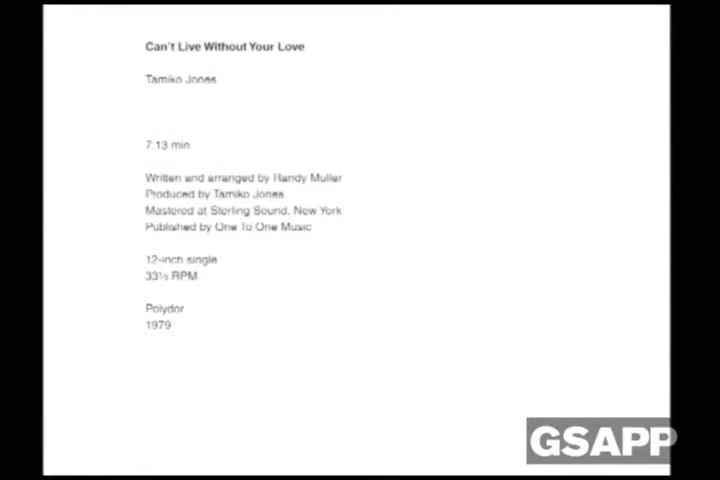 Can't Live Without Your Love
Tamiko Jones
7:13 min
Written and arranged by Randy Muller
Produced by Tamiko Jones
Mastered at Sterling Sound, New York
Published by One To One Music
12-inch single
33⅓ RPM
Polydor
1979
GSAPP